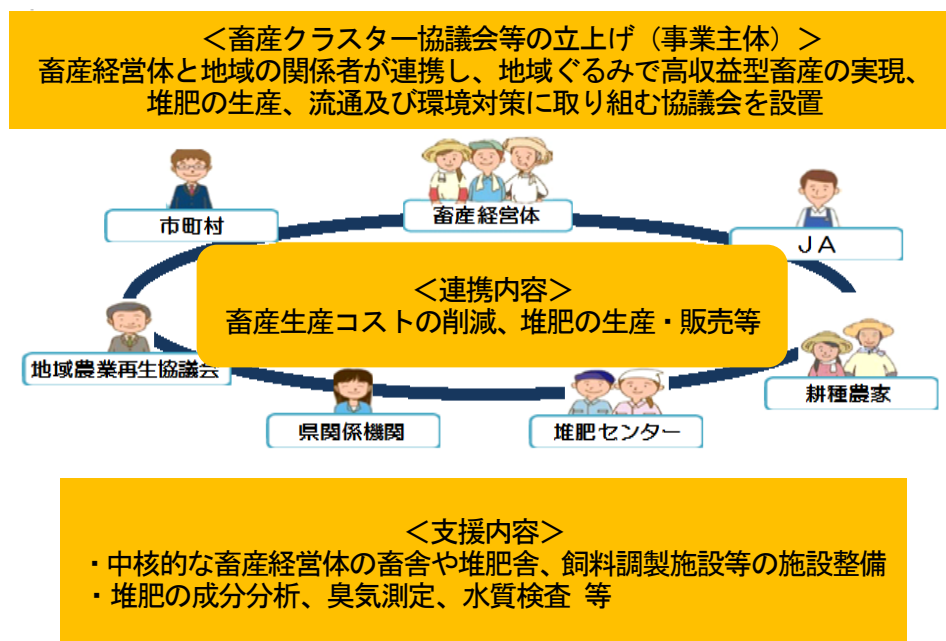 ＜畜産クラスター協議会等の立上げ（事業主体）＞
畜産経営体と地域の関係者が連携し、地域ぐるみで高収益型畜産の実現、
堆肥の生産、流通及び環境対策に取り組む協議会を設置
市町村
畜産経営体
ＪＡ
＜連携内容＞
畜産生産コストの削減、堆肥の生産・販売等
地域農業再生協議会
耕種農家
県関係機関
堆肥センター
＜支援内容＞
・中核的な畜産経営体の畜舎や堆肥舎、飼料調製施設等の施設整備
・堆肥の成分分析、臭気測定、水質検査 等